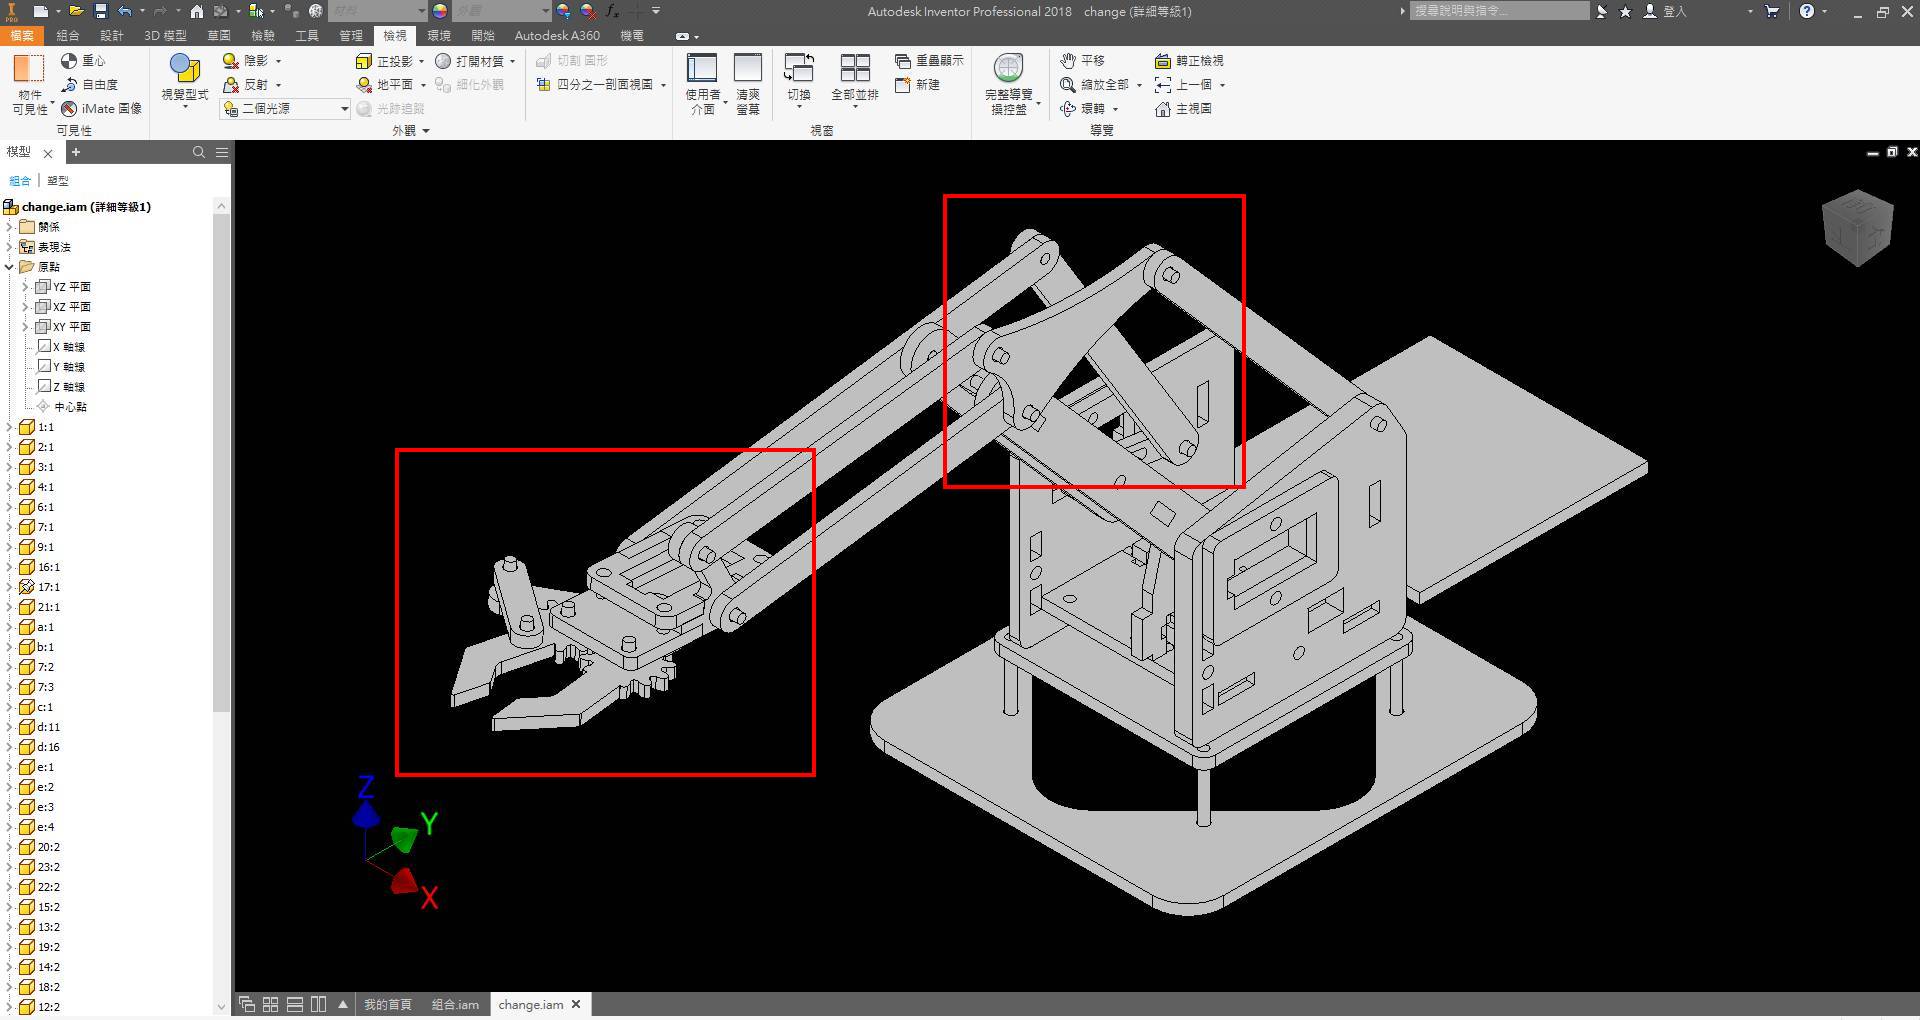 PRO
材料
外觀
fx
Autodesk Inventor Professional 2018 change (詳細等級1)
搜尋說明與指令...
登入
檔案 組合 設計 3D 模型 草圖 檢驗 工具 管理 檢視 環境 開始 Autodesk A360 機電
物件
可見性
重心
自由度
iMate 圖像
可見性
視覺型式
陰影
反射
二個光源
正投影
地平面
光跡追蹤
打開材質
細化外觀
外觀
切割 圖形
四分之一剖面視圖
使用者
介面
清爽
螢幕
切換
全部並排
重疊顯示
新建
視窗
完整導覽
操控盤
平移
縮放全部
環轉
轉正檢視
上一個
主視圖
導覽
模型
組合 | 塑型
change.iam (詳細等級1)
關係
表現法
原點
YZ 平面
XZ 平面
XY 平面
X 軸線
Y 軸線
Z 軸線
中心點
1:1
2:1
3:1
4:1
6:1
7:1
9:1
16:1
17:1
21:1
a:1
b:1
7:2
7:3
c:1
d:11
d:16
e:1
e:2
e:3
e:4
20:2
23:2
22:2
15:2
13:2
19:2
14:2
18:2
12:2
Z
Y
X
我的首頁 組合.iam change.iam